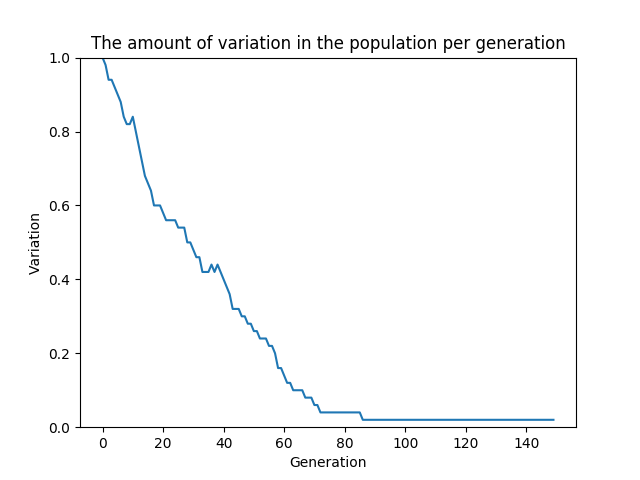 The amount of variation in the population per generation
1.0
0.8
0.6
0.4
0.2
0.0
Variation
0 20 40 60 80 100 120 140
Generation